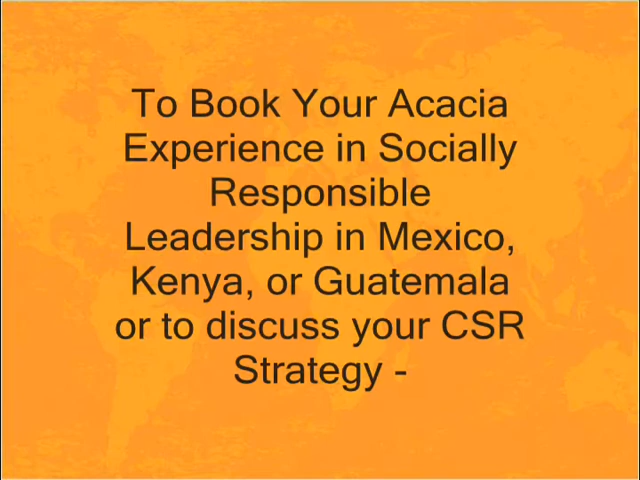 To Book Your Acacia
Experience in Socially
Responsible
Leadership in Mexico,
Kenya, or Guatemala
or to discuss your CSR
Strategy -